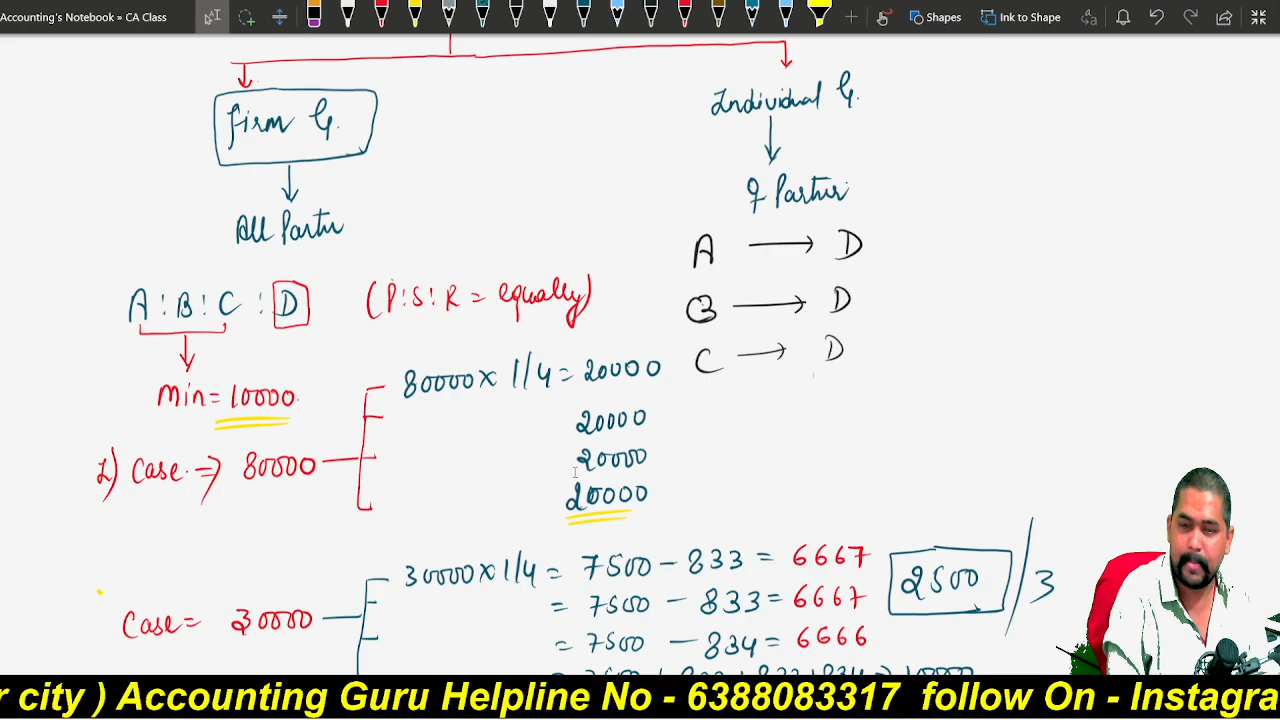 Accounting's Notebook » CA Class
Shapes
Ink to Shape
Firm G.
Individual G.
All Partner
of Partner
A → D
B → D
C → D
A : B : C : D (P:S:R = equally)
Min = 10000
80000 x 1/4 = 20000
20000
20000
20000
1) Case ⇒ 80000
30000 x 1/4 = 7500 - 833 = 6667
= 7500 - 833 = 6667
= 7500 - 834 = 6666
2500 / 3
Case = 30000
r city ) Accounting Guru Helpline No - 6388083317 follow On - Instagra